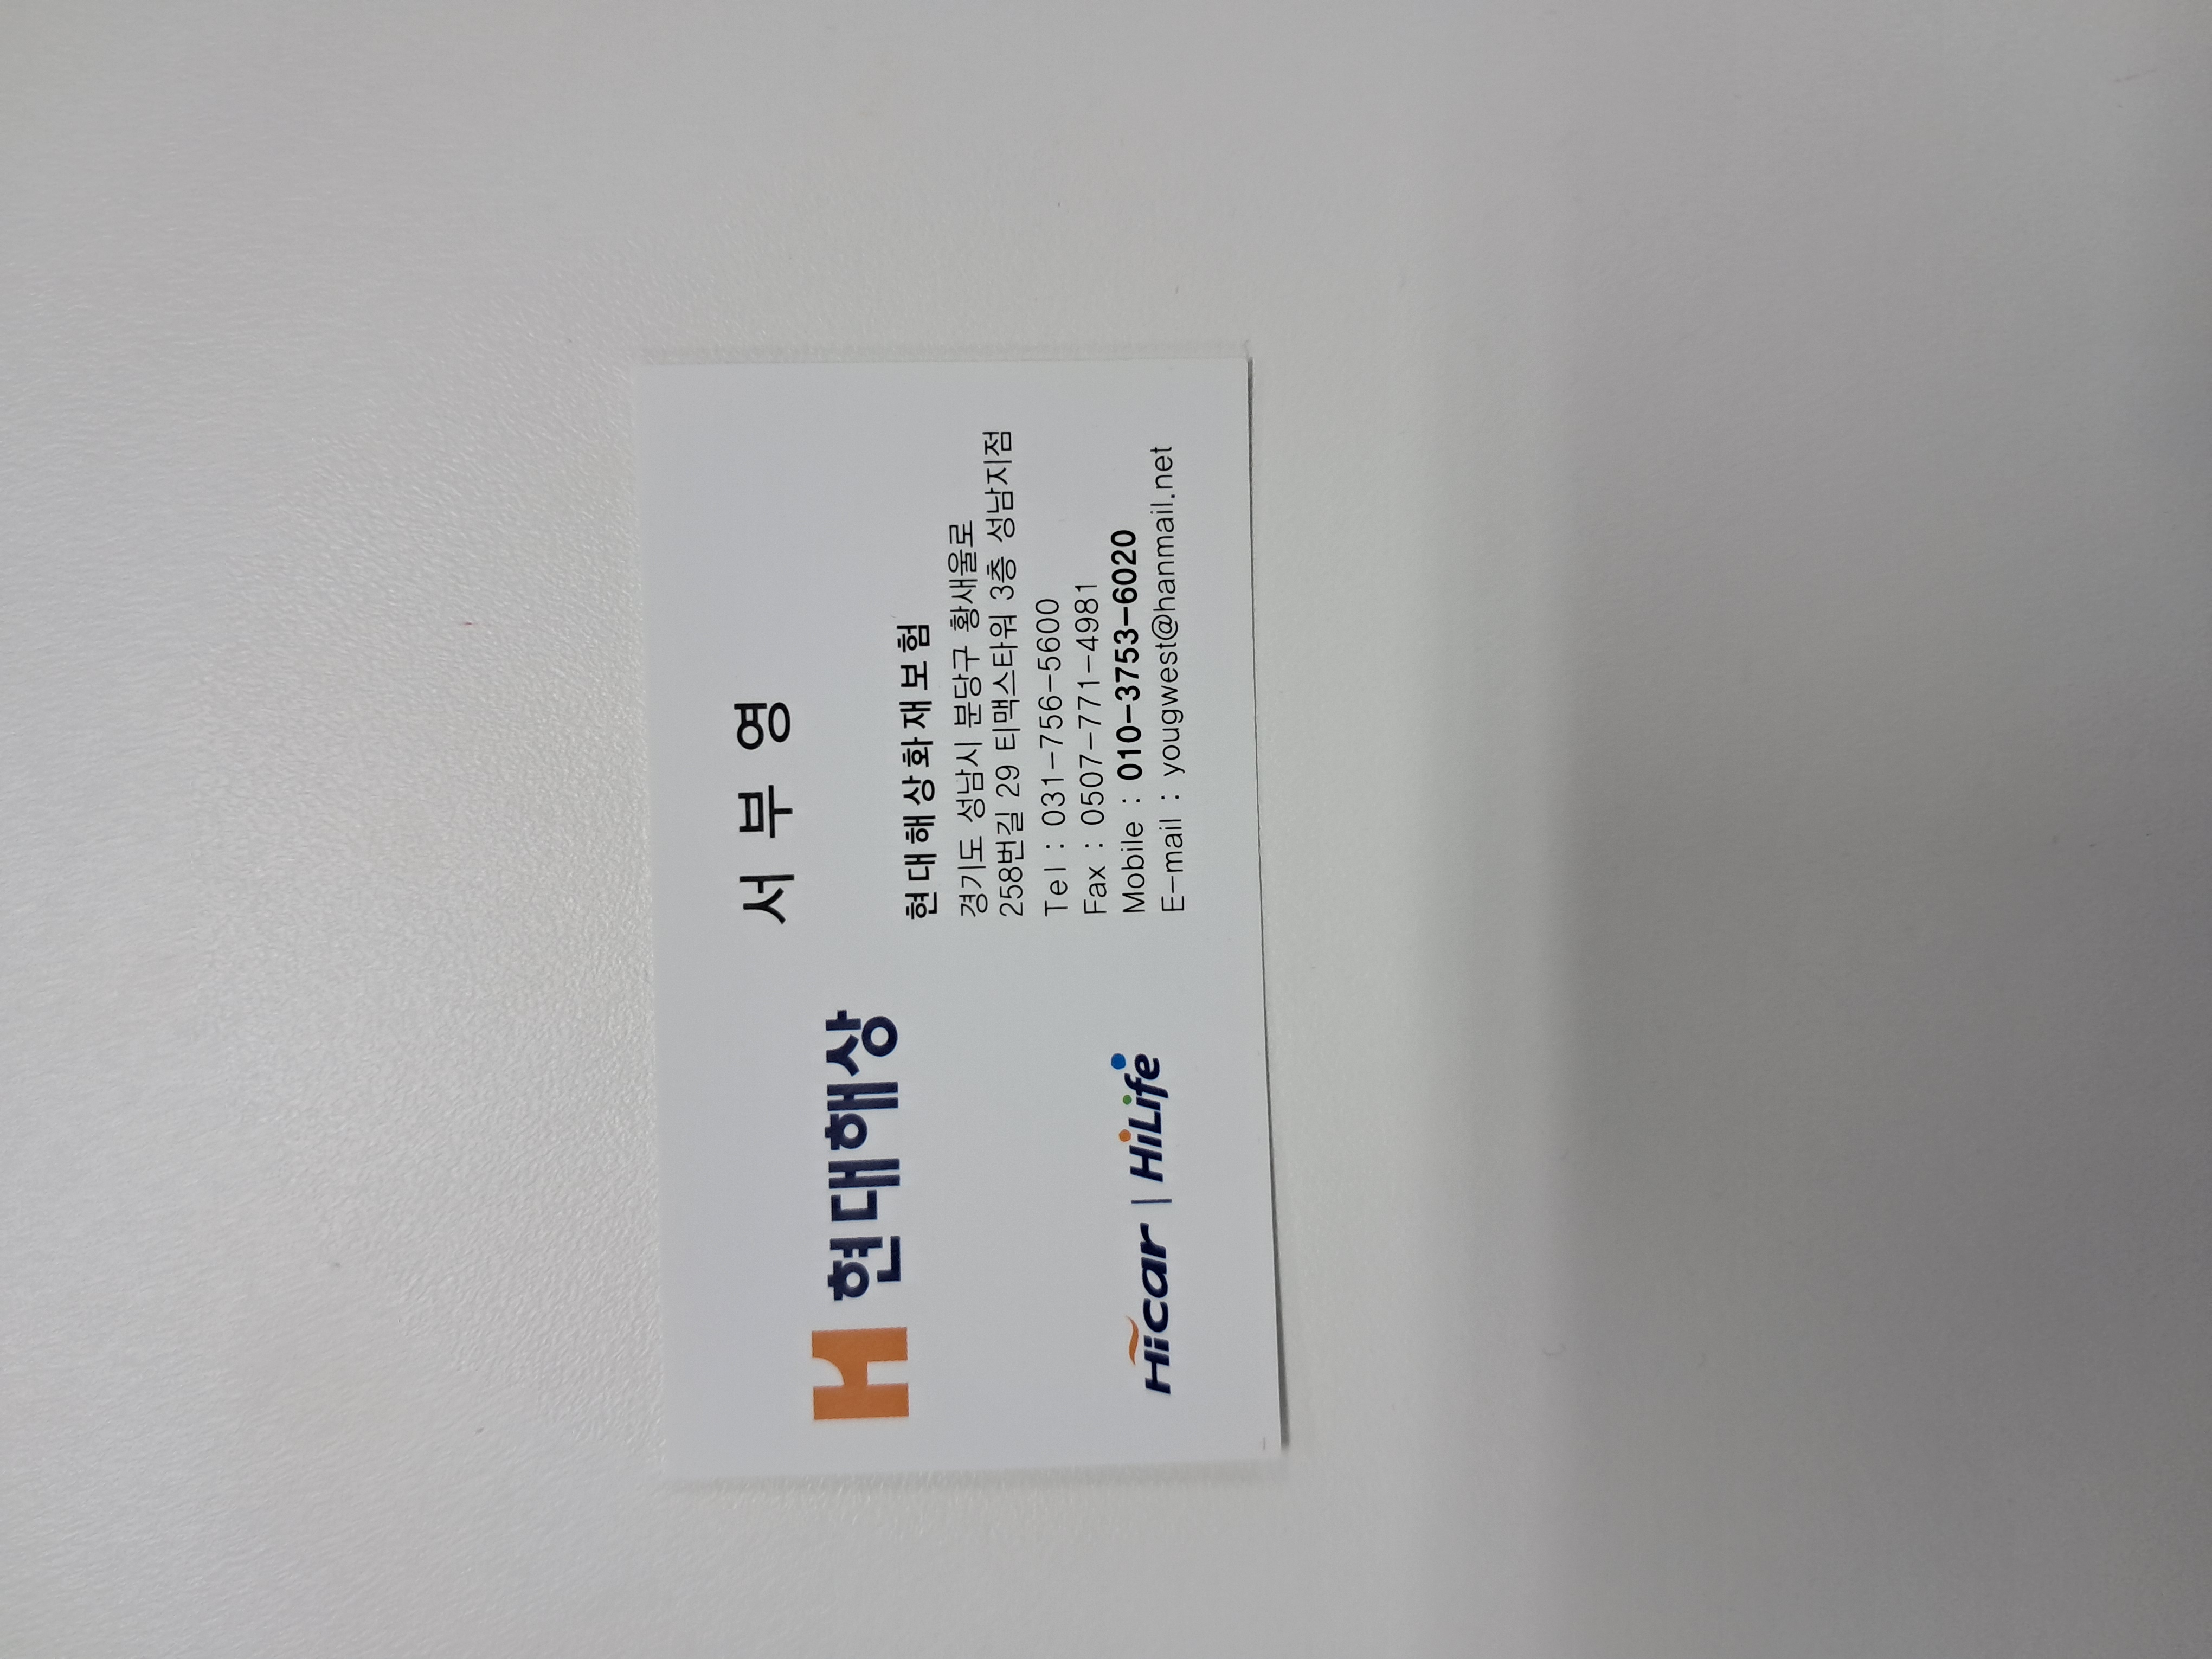 현대해상
Hicar | HiLife
서 부 영
현대해상화재보험
경기도 성남시 분당구 황새울로
258번길 29 티맥스타워 3층 성남지점
Tel : 031-756-5600
Fax : 0507-771-4981
Mobile : 010-3753-6020
E-mail : yougwest@hanmail.net